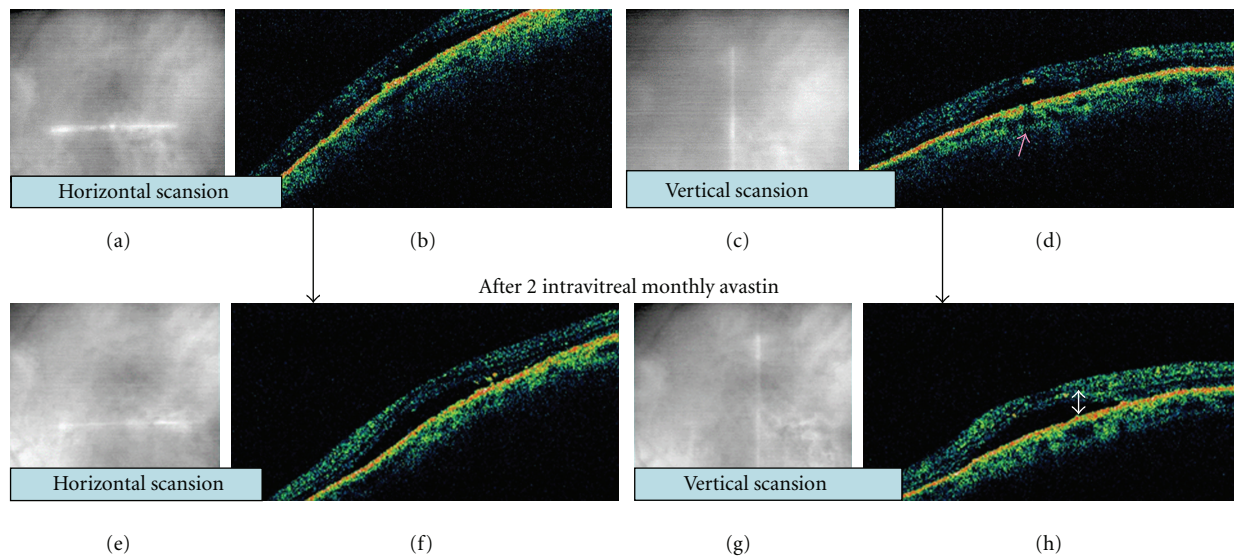 Horizontal scansion
Vertical scansion
(a)
(b)
(c)
(d)
After 2 intravitreal monthly avastin
Horizontal scansion
Vertical scansion
(e)
(f)
(g)
(h)